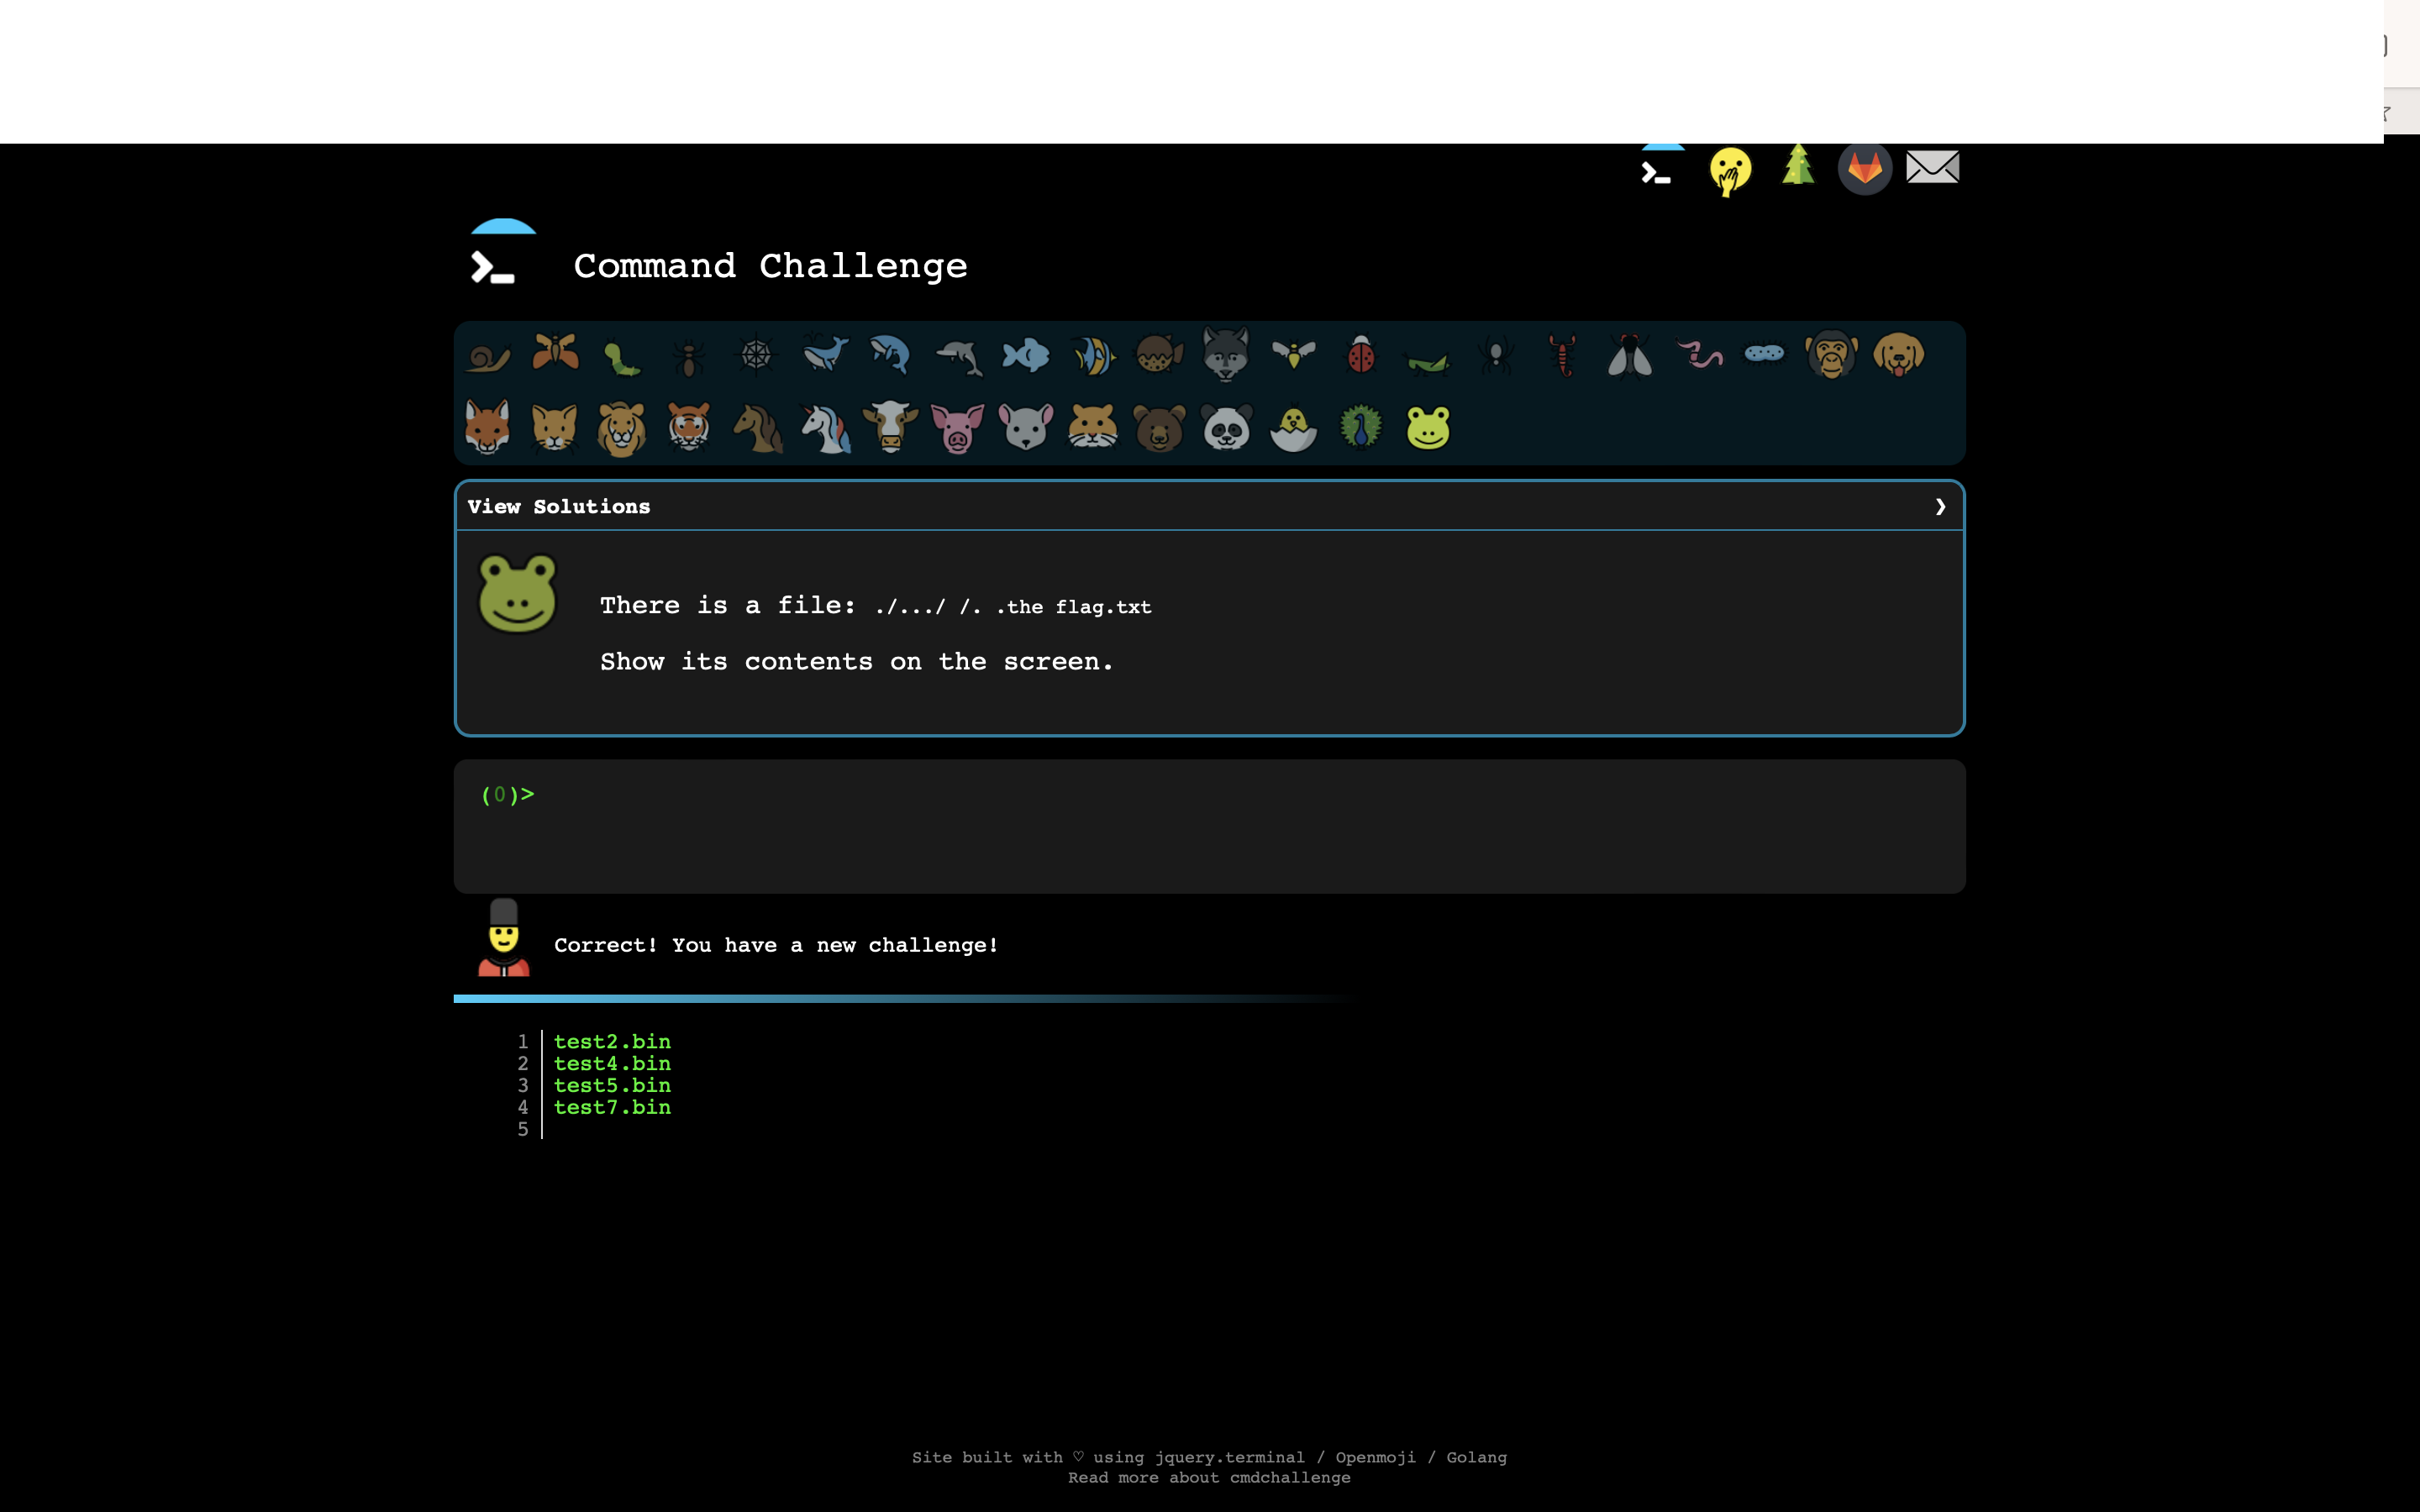 Command Challenge
View Solutions
There is a file: ./.../ /. .the flag.txt
Show its contents on the screen.
(0)>
Correct! You have a new challenge!
1 test2.bin
2 test4.bin
3 test5.bin
4 test7.bin
5
Site built with ♡ using jquery.terminal / Openmoji / Golang
Read more about cmdchallenge